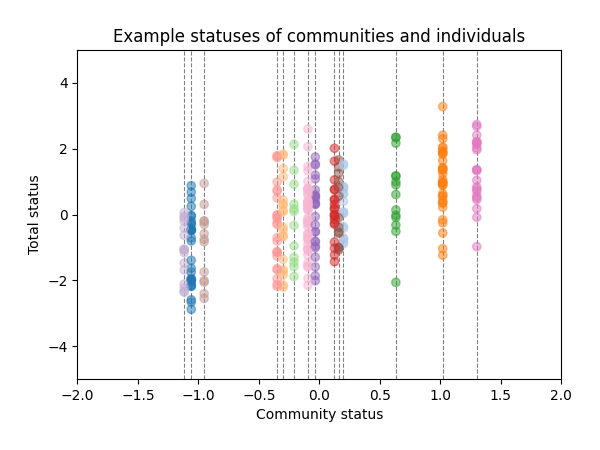 Example statuses of communities and individuals
Total status
4
2
0
−2
−4
−2.0 −1.5 −1.0 −0.5 0.0 0.5 1.0 1.5 2.0
Community status